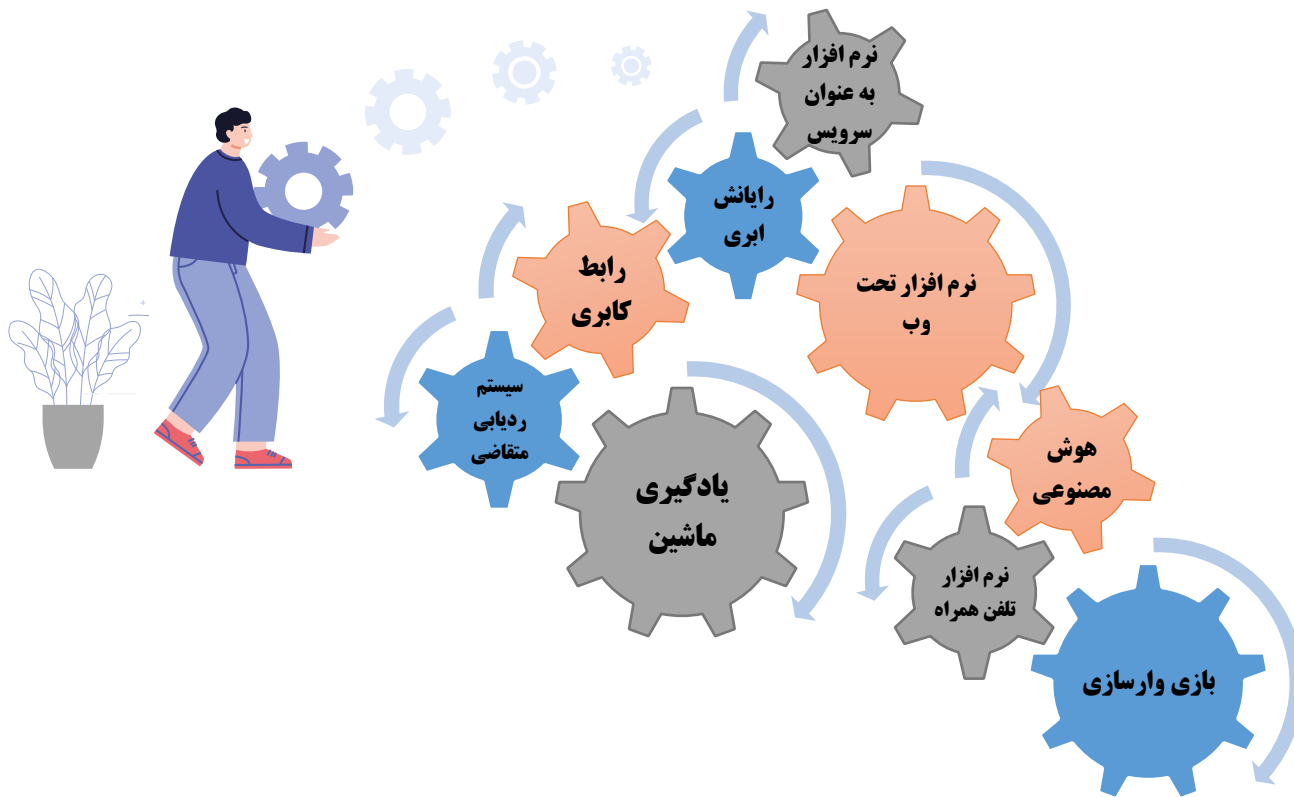 نرم افزار
به عنوان
سرویس
رایانش
ابری
رابط
کابری
نرم افزار تحت
وب
سیستم
ردیابی
متقاضی
یادگیری
ماشین
هوش
مصنوعی
نرم افزار
تلفن همراه
بازی وارسازی